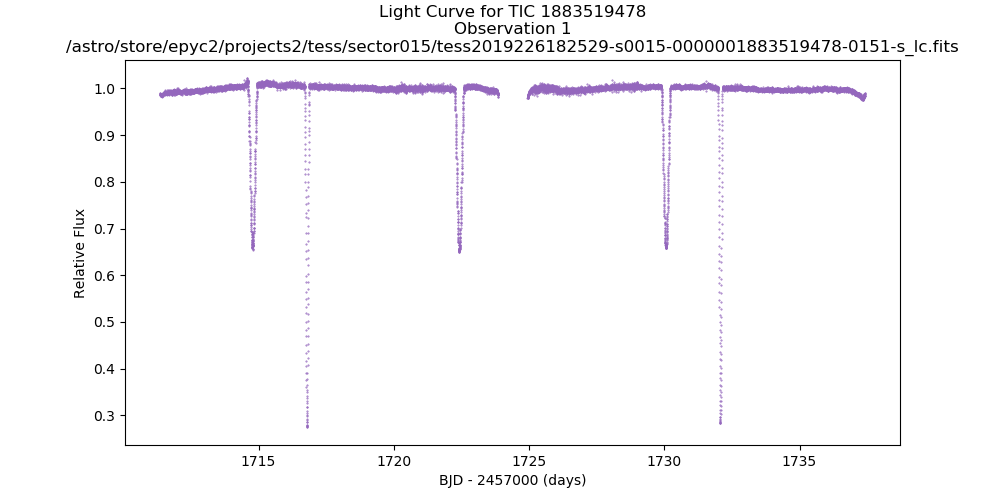 Light Curve for TIC 1883519478
Observation 1
/astro/store/epyc2/projects2/tess/sector015/tess2019226182529-s0015-0000001883519478-0151-s_lc.fits
1.0
0.9
0.8
0.7
0.6
0.5
0.4
0.3
Relative Flux
1715
1720
1725
1730
1735
BJD - 2457000 (days)